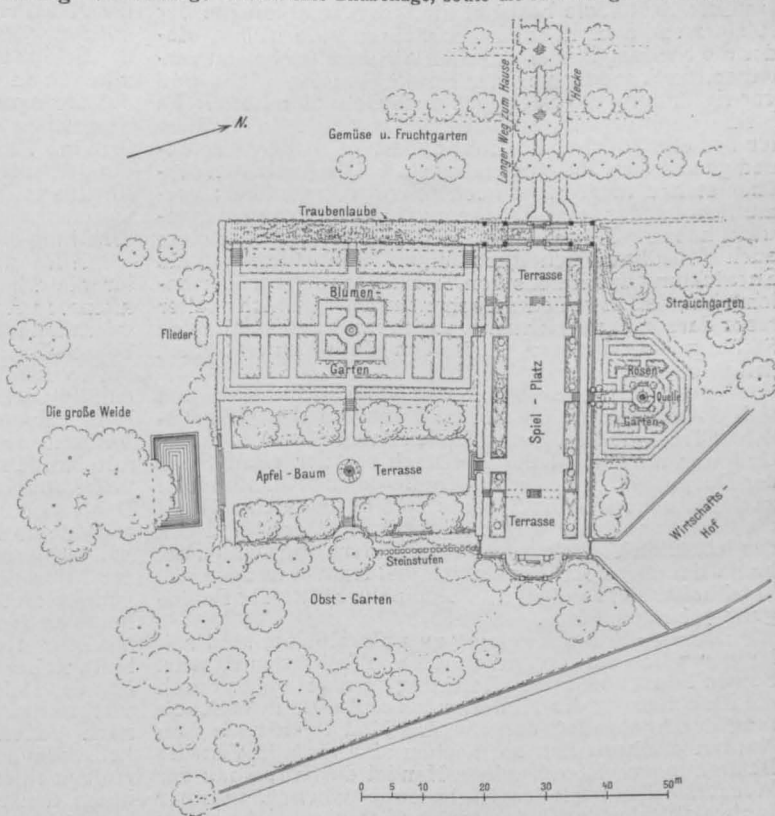 Langer Weg zum Hause
Hecke
N.
Gemüse u. Fruchtgarten
Traubenlaube
Terrasse
Strauchgarten
Blumen-
Flieder
Garten
Spiel - Platz
Rosen
Quelle
Garten
Die große Weide
Apfel - Baum Terrasse
Wirtschafts-
Hof
Terrasse
Steinstufen
Obst - Garten
0 5 10 20 30 40 50m